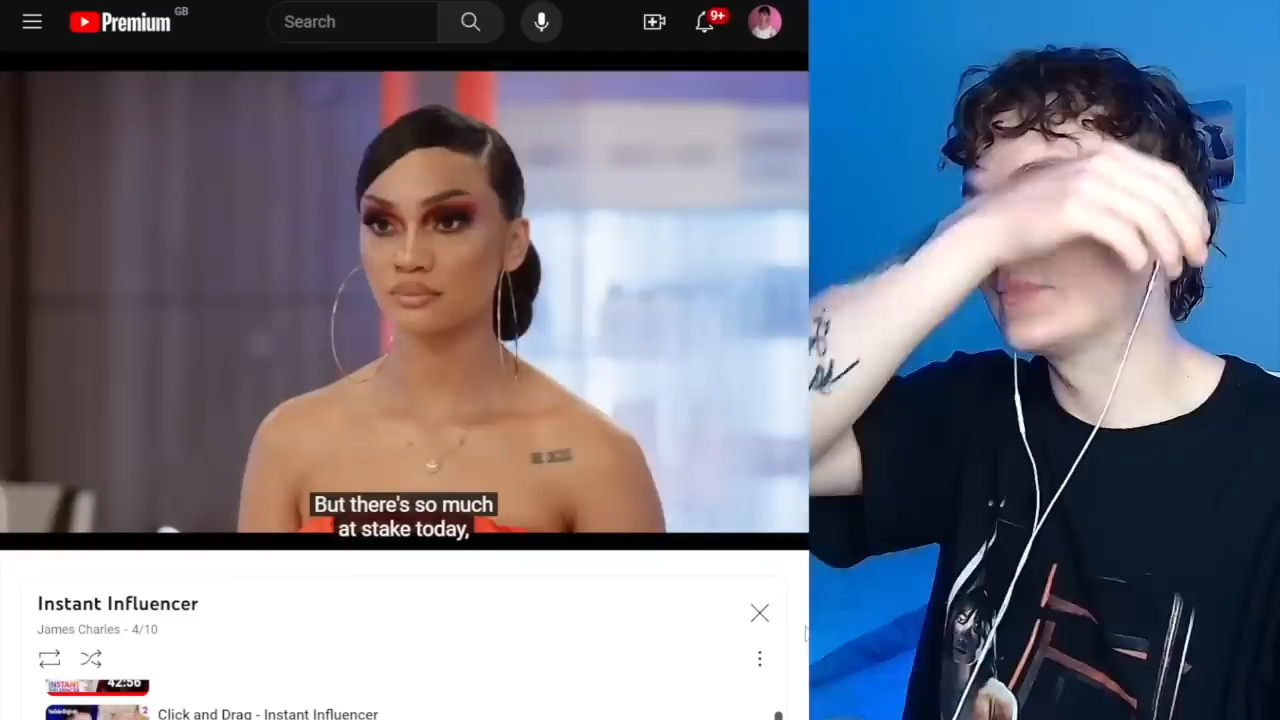 Premium GB
Search
9+
But there's so much
at stake today,
Instant Influencer
James Charles - 4/10
42:56
INSTANT
Click and Drag - Instant Influencer